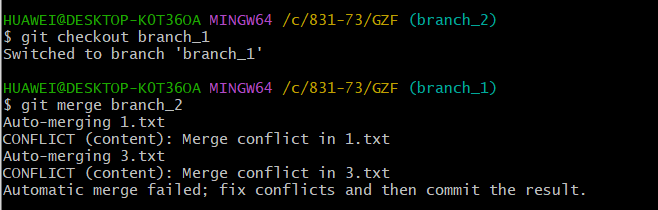 HUAWEI@DESKTOP-KOT36OA MINGW64 /c/831-73/GZF (branch_2)
$ git checkout branch_1
Switched to branch 'branch_1'
HUAWEI@DESKTOP-KOT36OA MINGW64 /c/831-73/GZF (branch_1)
$ git merge branch_2
Auto-merging 1.txt
CONFLICT (content): Merge conflict in 1.txt
Auto-merging 3.txt
CONFLICT (content): Merge conflict in 3.txt
Automatic merge failed; fix conflicts and then commit the result.